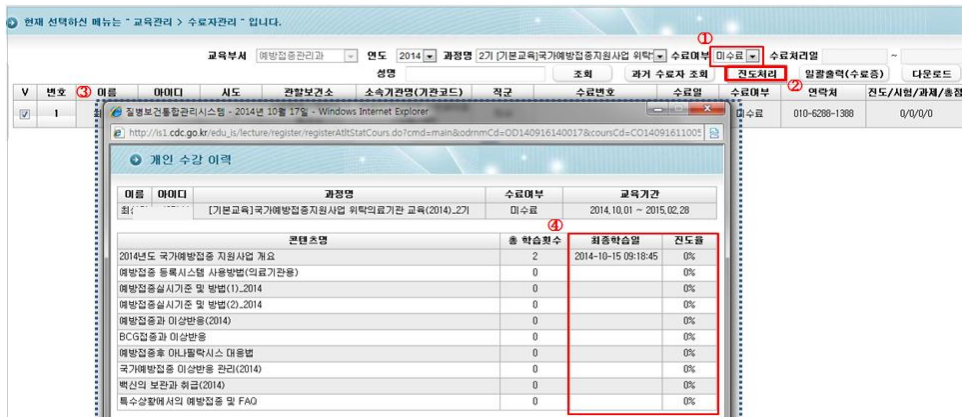 현재 선택하신 메뉴는 " 교육관리 > 수료자관리 " 입니다.
①
교육부서 예방접종관리과 연도 2014 과정명 2기 [기본교육]국가예방접종지원사업 위탁 수료여부 미수료 수료처리일 ~
성명 조회 과거 수료자 조회 진도처리 일괄출력(수료증) 다운로드
②
V 번호 ③ 이름 아이디 시도 관할보건소 소속기관명(기관코드) 직군 수료번호 수료일 수료여부 연락처 진도/시험/과제/총점
1 미수료 010-6288-1388 0/0/0/0
질병보건통합관리시스템 - 2014년 10월 17일 - Windows Internet Explorer
http://is1.cdc.go.kr/edu_is/lecture/register/registerAtltStatCours.do?cmd=main&odrnmCd=OD140916140017&coursCd=CO1409161100
개인 수강 이력
이름 아이디 과정명 수료여부 교육기간
[기본교육]국가예방접종지원사업 위탁의료기관 교육(2014)_2기 미수료 2014.10.01 ~ 2015.02.28
④
콘텐츠명 총 학습횟수 최종학습일 진도율
2014년도 국가예방접종 지원사업 개요 2 2014-10-15 09:18:45 0%
예방접종 등록시스템 사용방법(의료기관용) 0 0%
예방접종실시기준 및 방법(1)_2014 0 0%
예방접종실시기준 및 방법(2)_2014 0 0%
예방접종과 이상반응(2014) 0 0%
BCG접종과 이상반응 0 0%
예방접종후 아나필락시스 대응법 0 0%
국가예방접종 이상반응 관리(2014) 0 0%
백신의 보관과 취급(2014) 0 0%
특수상황에서의 예방접종 및 FAQ 0 0%